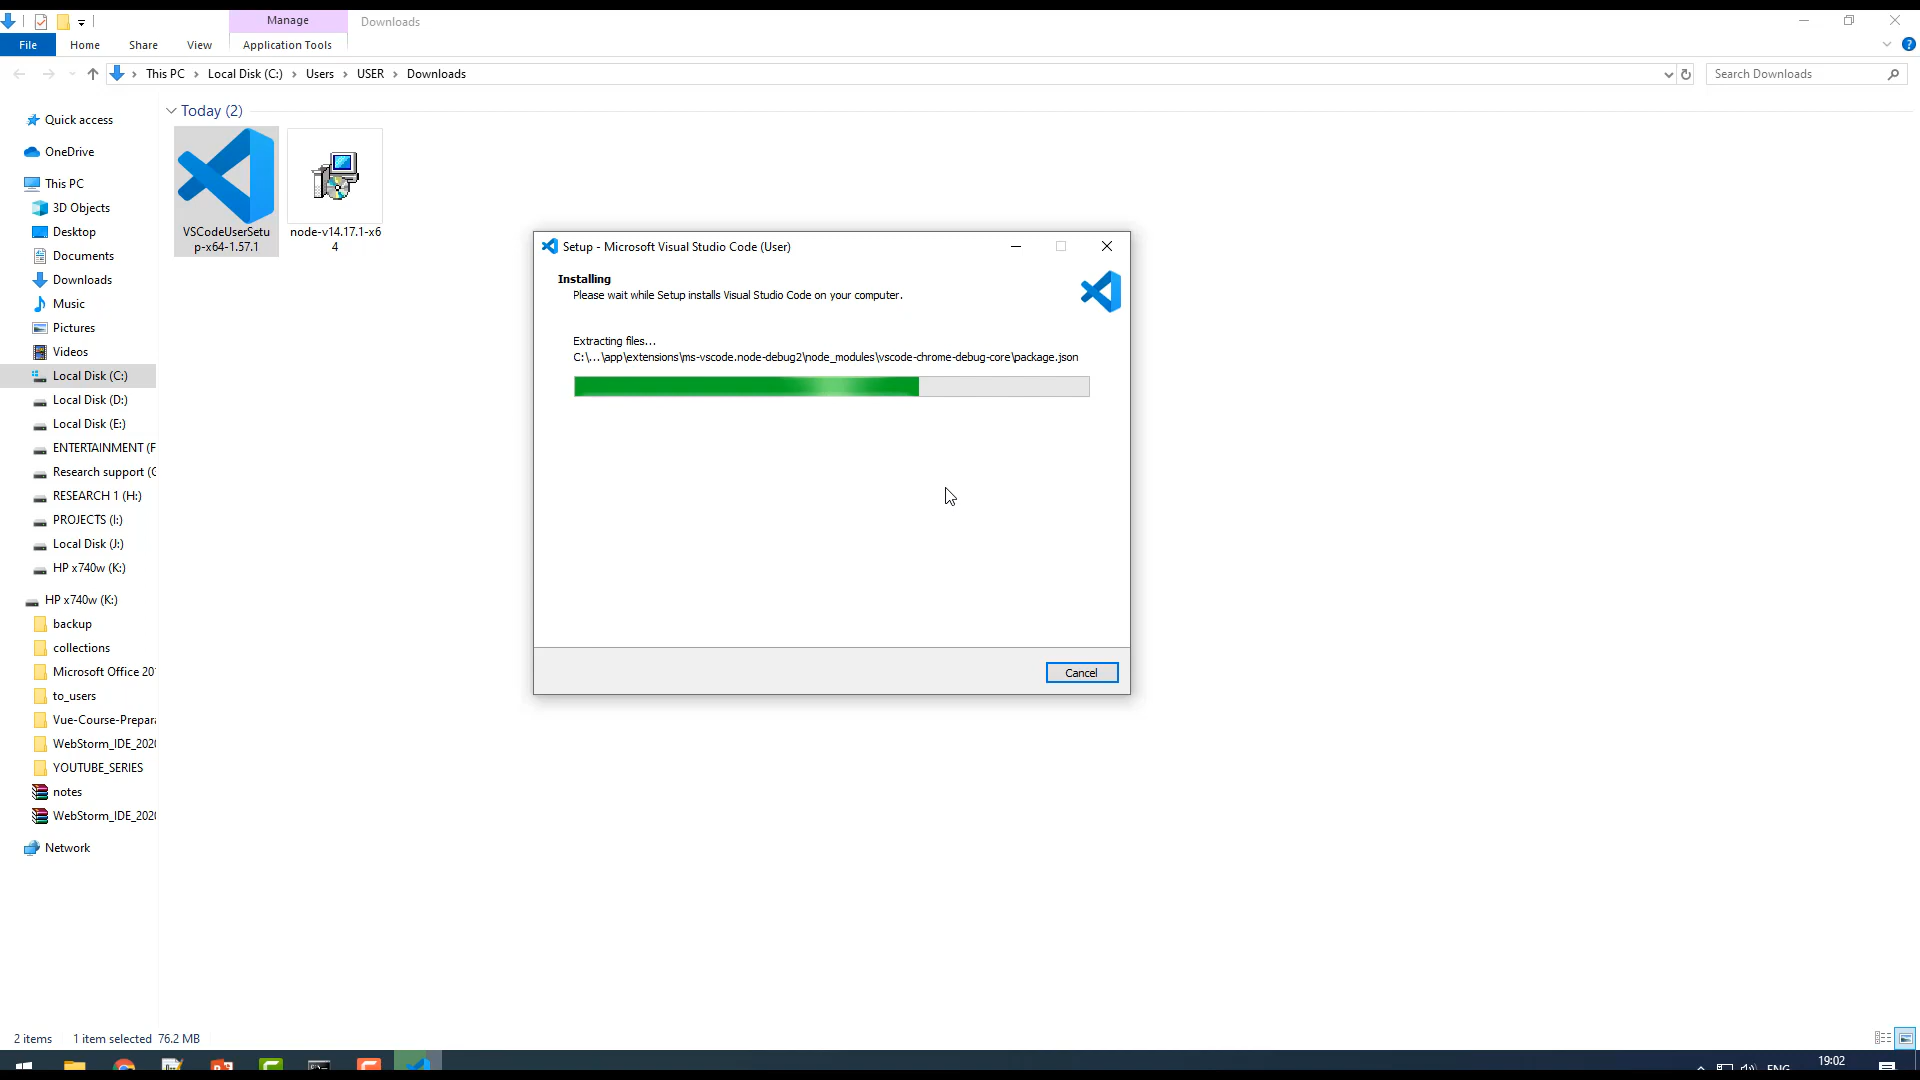 Manage
Downloads
File
Home
Share
View
Application Tools
This PC
Local Disk (C:)
Users
USER
Downloads
Search Downloads
Quick access
OneDrive
This PC
3D Objects
Desktop
Documents
Downloads
Music
Pictures
Videos
Local Disk (C:)
Local Disk (D:)
Local Disk (E:)
ENTERTAINMENT (F
Research support (G
RESEARCH 1 (H:)
PROJECTS (I:)
Local Disk (J:)
HP x740w (K:)
HP x740w (K:)
backup
collections
Microsoft Office 201
to_users
Vue-Course-Prepara
WebStorm_IDE_2020
YOUTUBE_SERIES
notes
WebStorm_IDE_2020
Network
Today (2)
VSCodeUserSetu
p-x64-1.57.1
node-v14.17.1-x6
4
Setup - Microsoft Visual Studio Code (User)
Installing
Please wait while Setup installs Visual Studio Code on your computer.
Extracting files...
C:\...\app\extensions\ms-vscode.node-debug2\node_modules\vscode-chrome-debug-core\package.json
Cancel
2 items
1 item selected
76.2 MB
ENG
19:02